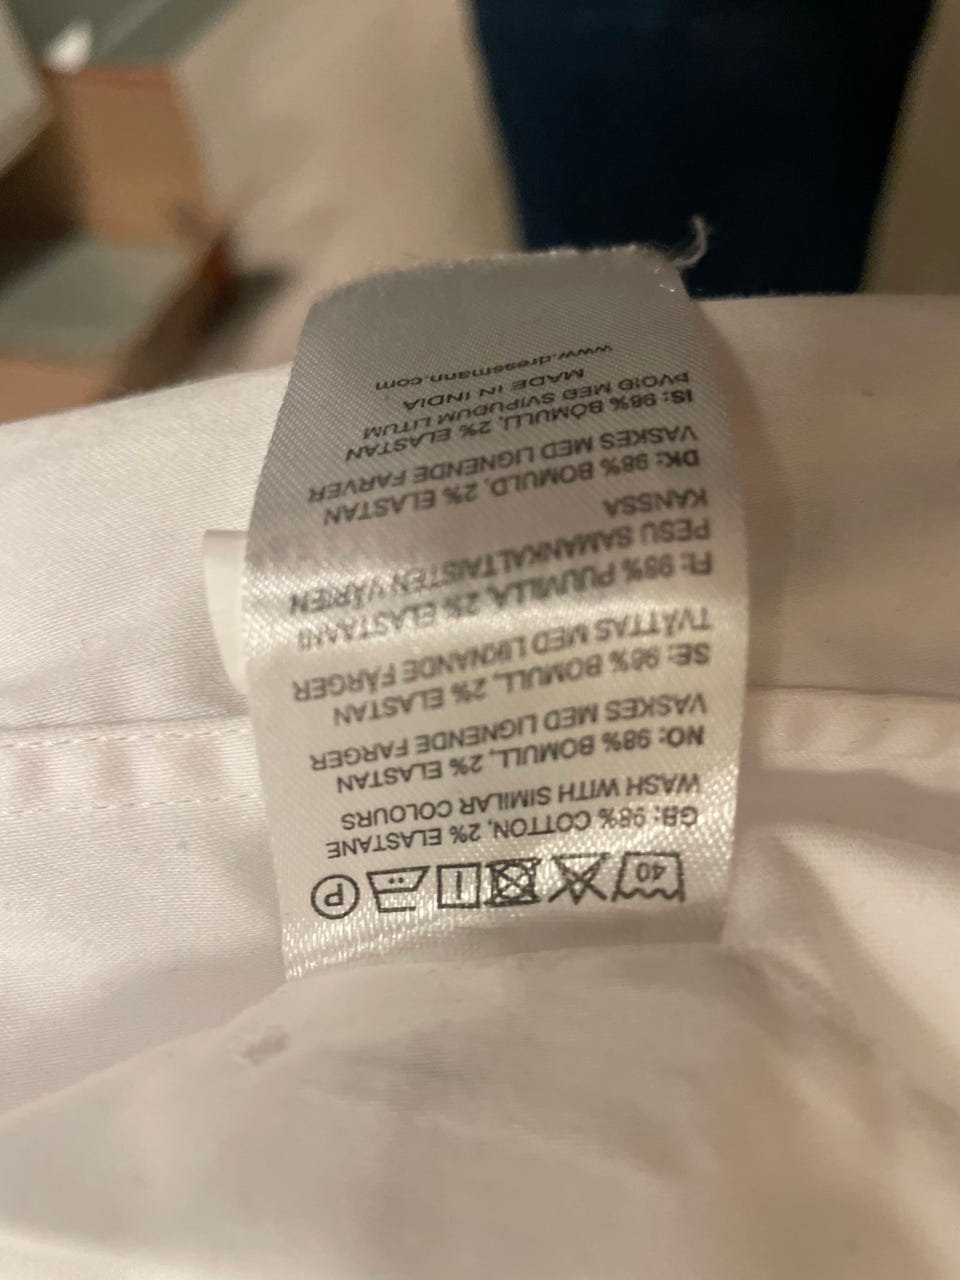 40 P
GB: 98% COTTON, 2% ELASTANE
WASH WITH SIMILAR COLOURS
NO: 98% BOMULL, 2% ELASTAN
VASKES MED LIGNENDE FARGER
SE: 98% BOMULL, 2% ELASTAN
TVÄTTAS MED LIKNANDE FÄRGER
FI: 98% PUUVILLA, 2% ELASTAANI
PESU SAMANKALTAISTEN VÄRIEN
KANSSA
DK: 98% BOMULD, 2% ELASTAN
VASKES MED LIGNENDE FARVER
IS: 98% BÓMULL, 2% ELASTAN
ÞVOIÐ MEÐ SVIPUÐUM LITUM
MADE IN INDIA
www.dressmann.com